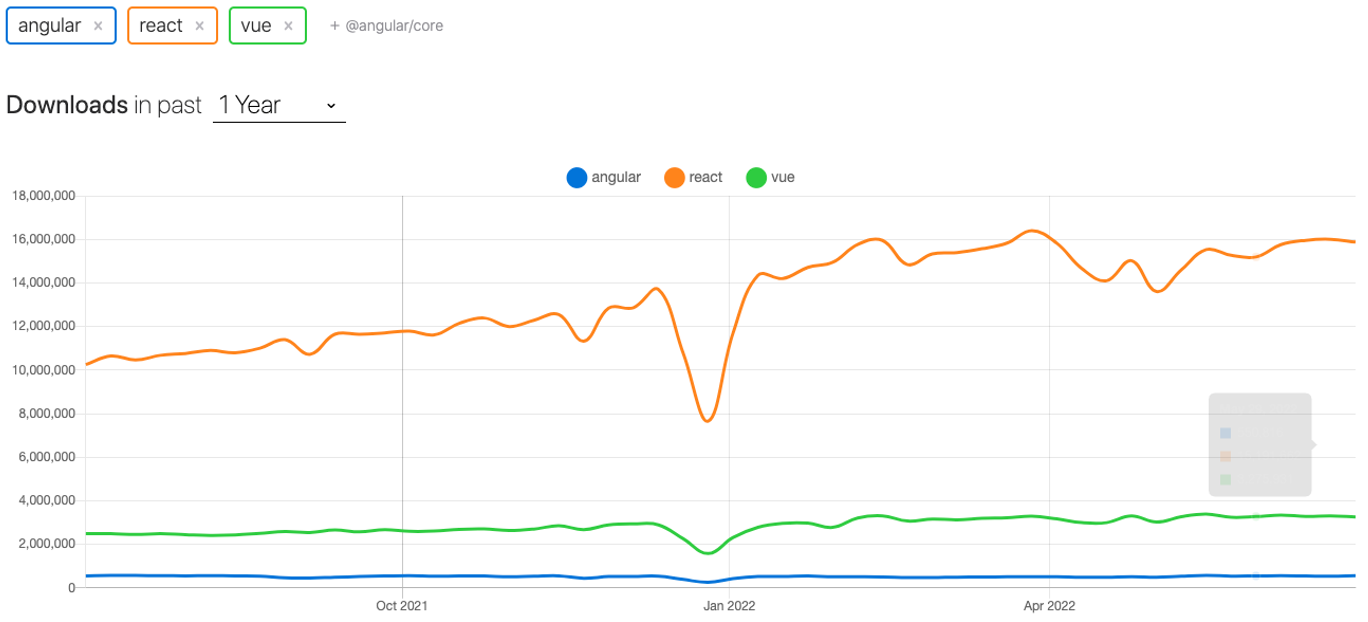 angular × react × vue × + @angular/core
Downloads in past 1 Year
angular react vue
18,000,000
16,000,000
14,000,000
12,000,000
10,000,000
8,000,000
6,000,000
4,000,000
2,000,000
0
Oct 2021 Jan 2022 Apr 2022